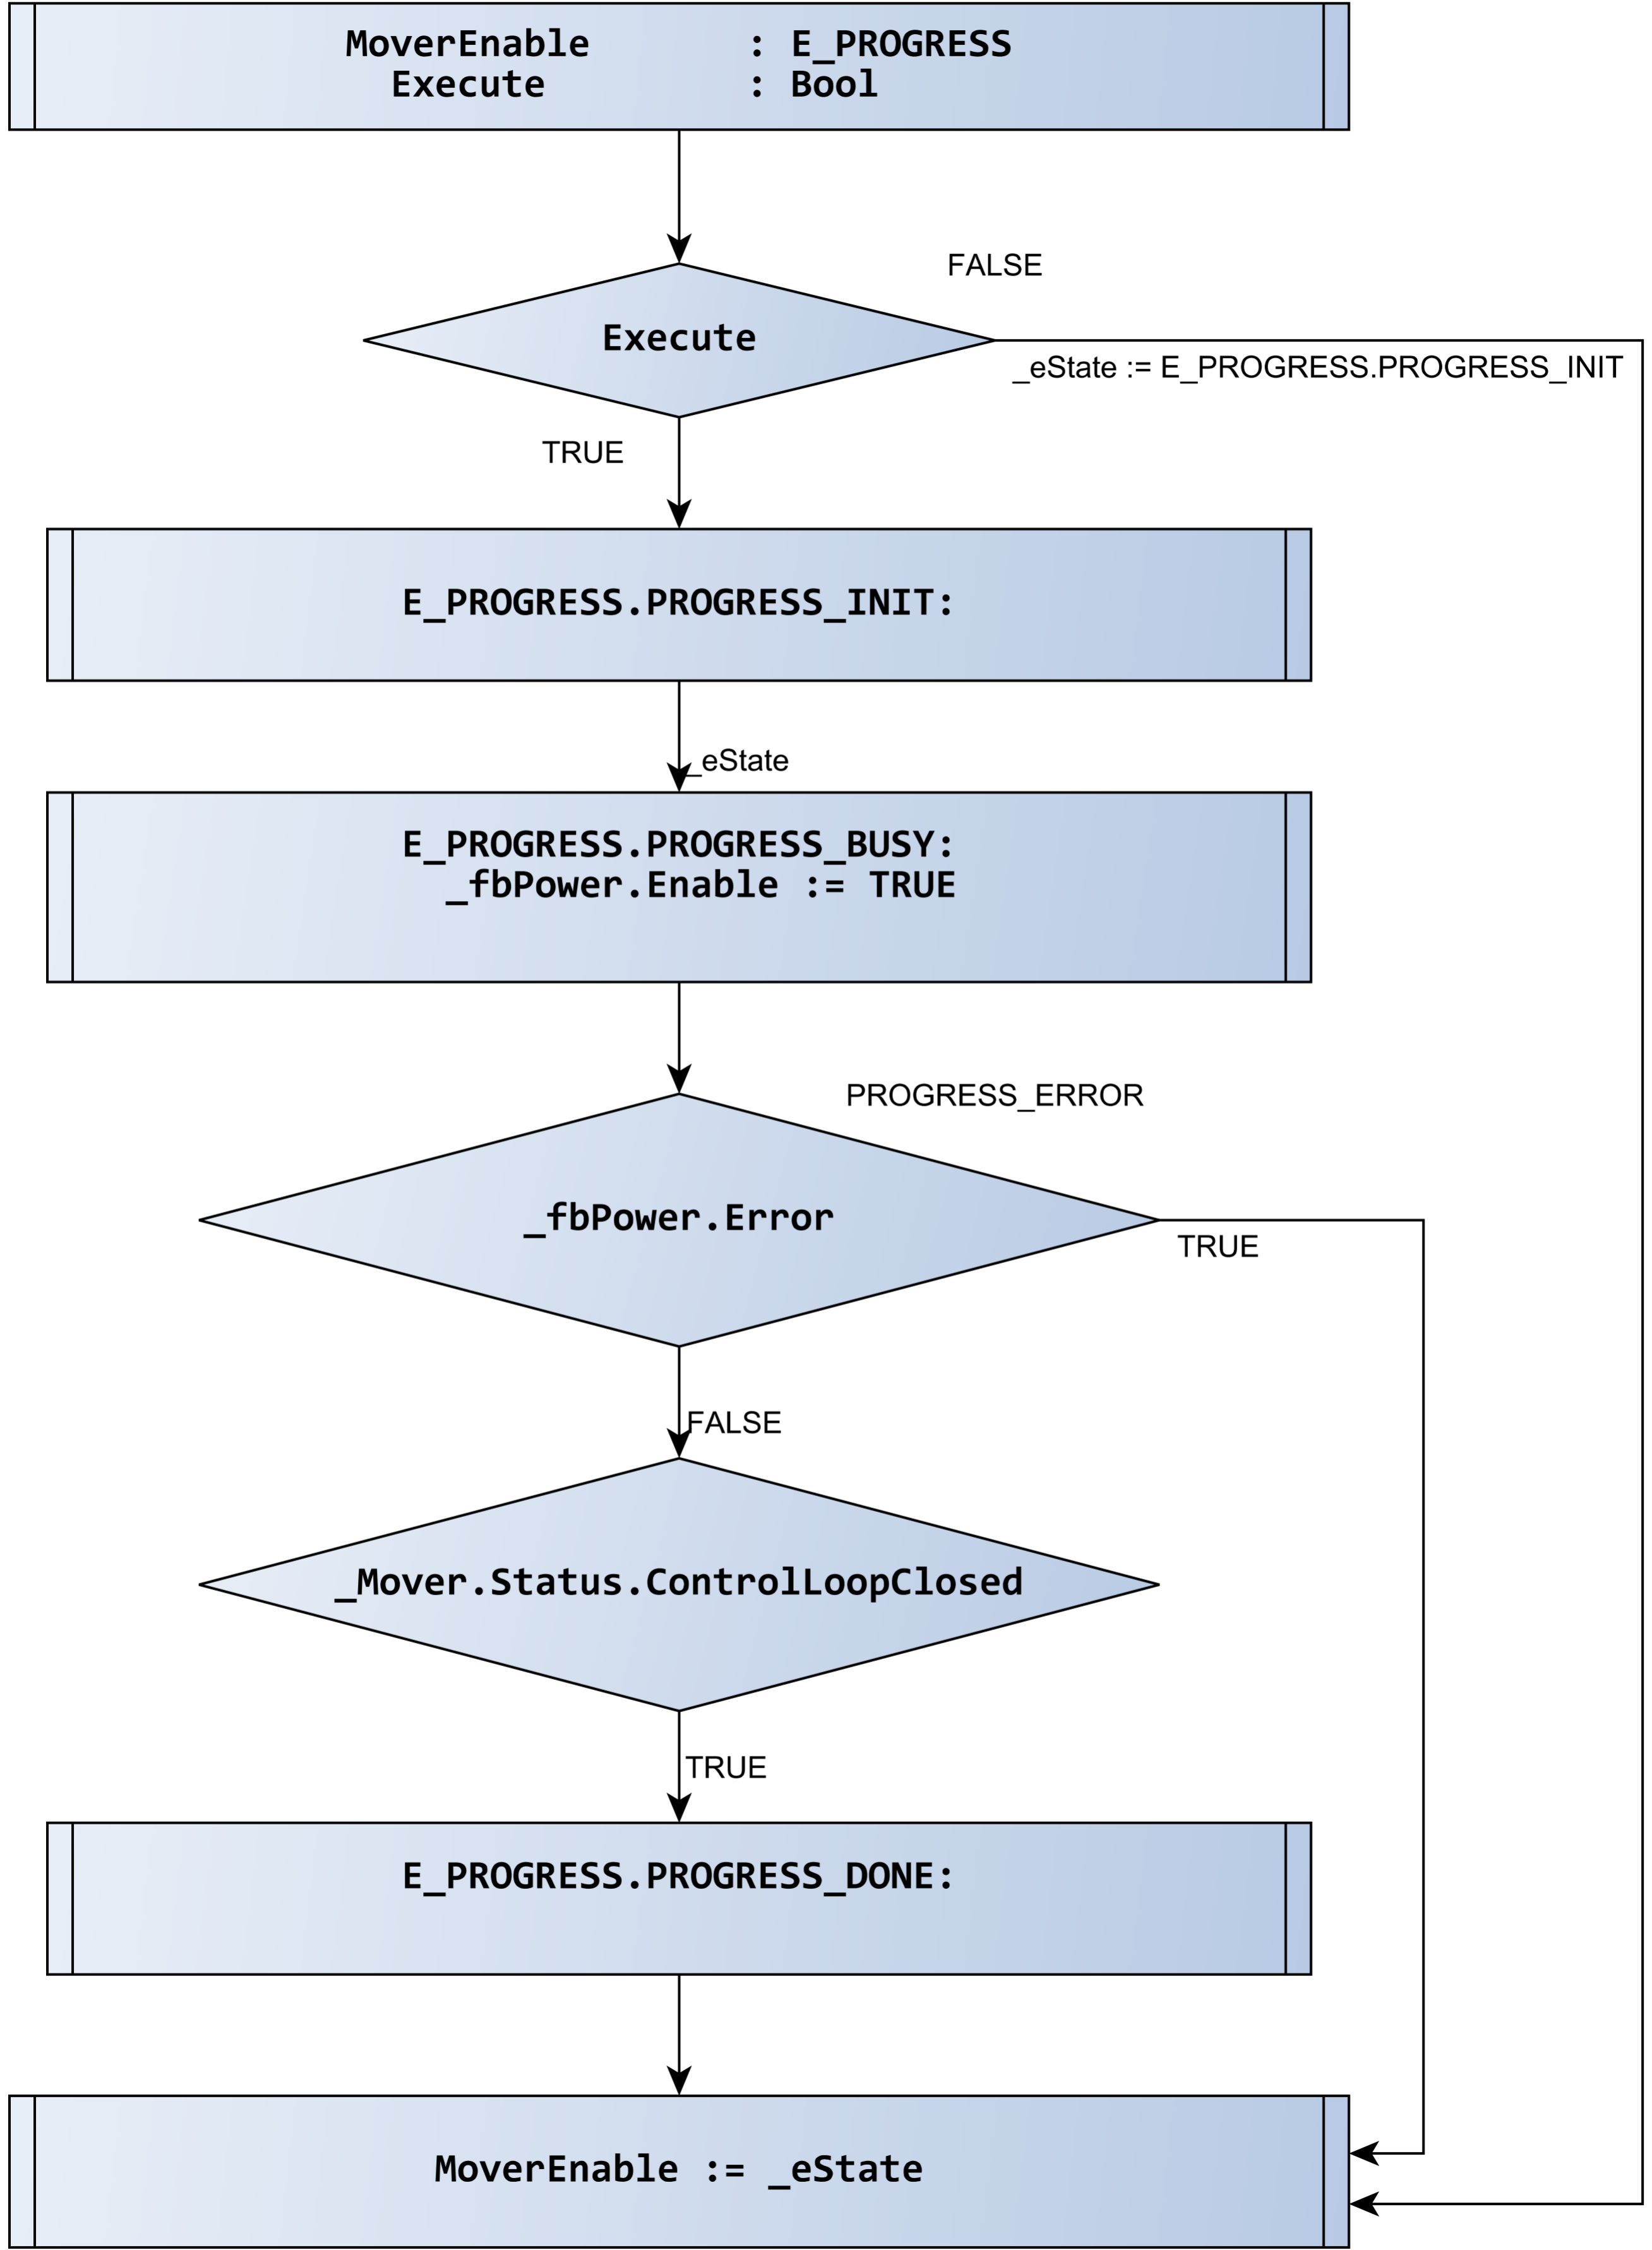 MoverEnable : E_PROGRESS
Execute : Bool
FALSE
Execute
_eState := E_PROGRESS.PROGRESS_INIT
TRUE
E_PROGRESS.PROGRESS_INIT:
_eState
E_PROGRESS.PROGRESS_BUSY:
_fbPower.Enable := TRUE
PROGRESS_ERROR
_fbPower.Error
TRUE
FALSE
_Mover.Status.ControlLoopClosed
TRUE
E_PROGRESS.PROGRESS_DONE:
MoverEnable := _eState